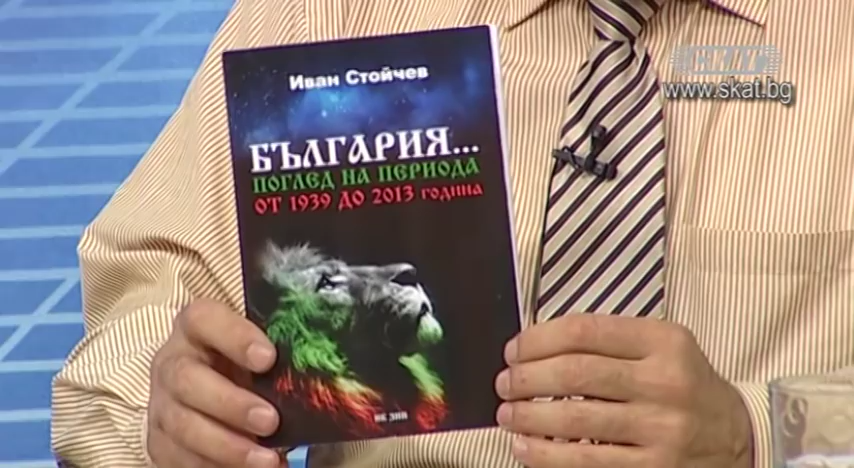 Иван Стойчев
БЪЛГАРИЯ...
ПОГЛЕД НА ПЕРИОДА
ОТ 1939 ДО 2013 година
www.skat.bg